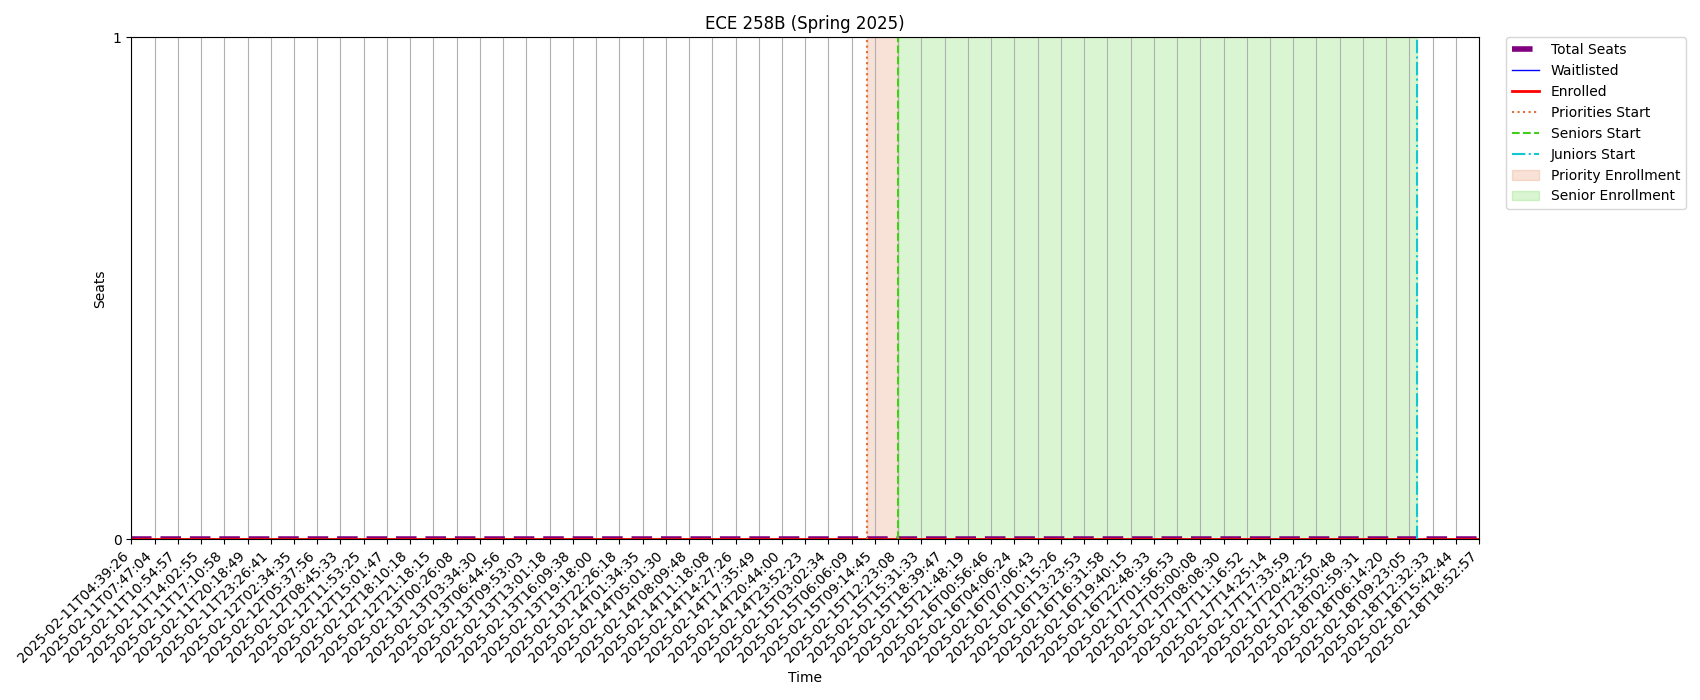 ECE 258B (Spring 2025)
1
0
Seats
2025-02-11T04:39:26
2025-02-11T07:47:04
2025-02-11T10:54:57
2025-02-11T14:02:55
2025-02-11T17:10:58
2025-02-11T20:18:49
2025-02-11T23:26:41
2025-02-12T02:34:35
2025-02-12T05:37:56
2025-02-12T08:45:33
2025-02-12T11:53:25
2025-02-12T15:01:47
2025-02-12T18:10:18
2025-02-12T21:18:15
2025-02-13T00:26:08
2025-02-13T03:34:30
2025-02-13T06:44:56
2025-02-13T09:53:03
2025-02-13T13:01:18
2025-02-13T16:09:38
2025-02-13T19:18:00
2025-02-13T22:26:18
2025-02-14T01:34:35
2025-02-14T05:01:30
2025-02-14T08:09:48
2025-02-14T11:18:08
2025-02-14T14:27:26
2025-02-14T17:35:49
2025-02-14T20:44:00
2025-02-14T23:52:23
2025-02-15T03:02:34
2025-02-15T06:06:09
2025-02-15T09:14:45
2025-02-15T12:23:08
2025-02-15T15:31:33
2025-02-15T18:39:47
2025-02-15T21:48:19
2025-02-16T00:56:46
2025-02-16T04:06:24
2025-02-16T07:06:43
2025-02-16T10:15:26
2025-02-16T13:23:53
2025-02-16T16:31:58
2025-02-16T19:40:15
2025-02-16T22:48:33
2025-02-17T01:56:53
2025-02-17T05:00:08
2025-02-17T08:08:30
2025-02-17T11:16:52
2025-02-17T14:25:14
2025-02-17T17:33:59
2025-02-17T20:42:25
2025-02-17T23:50:48
2025-02-18T02:59:31
2025-02-18T06:14:20
2025-02-18T09:23:05
2025-02-18T12:32:33
2025-02-18T15:42:44
2025-02-18T18:52:57
Time
Total Seats
Waitlisted
Enrolled
Priorities Start
Seniors Start
Juniors Start
Priority Enrollment
Senior Enrollment